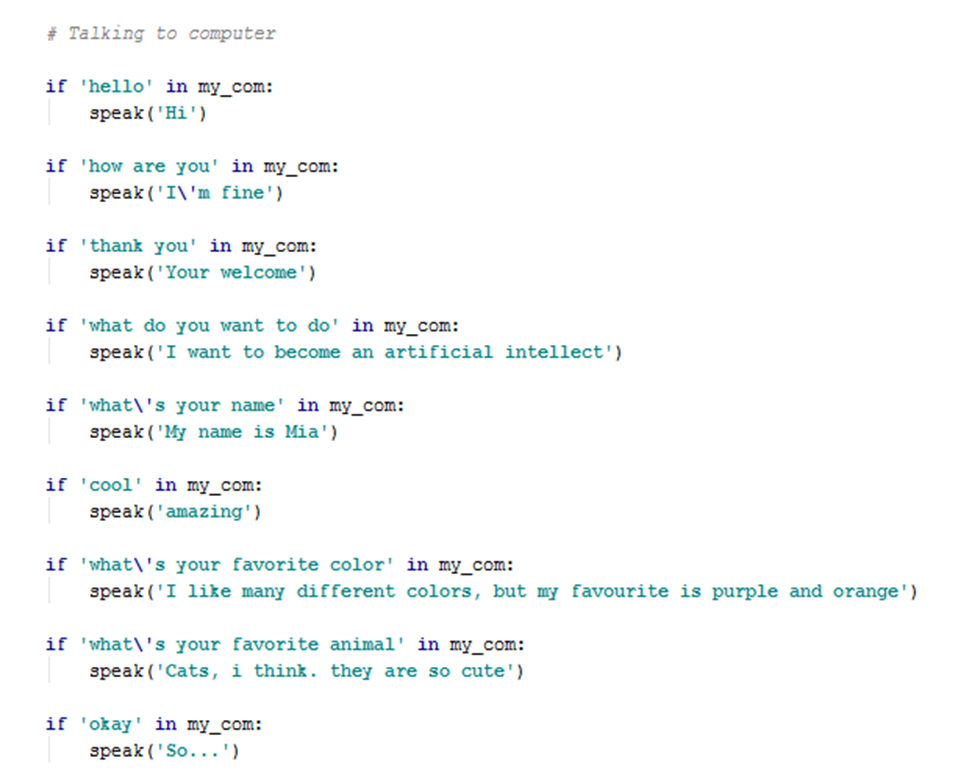 # Talking to computer
if 'hello' in my_com:
speak('Hi')
if 'how are you' in my_com:
speak('I\'m fine')
if 'thank you' in my_com:
speak('Your welcome')
if 'what do you want to do' in my_com:
speak('I want to become an artificial intellect')
if 'what\'s your name' in my_com:
speak('My name is Mia')
if 'cool' in my_com:
speak('amazing')
if 'what\'s your favorite color' in my_com:
speak('I like many different colors, but my favourite is purple and orange')
if 'what\'s your favorite animal' in my_com:
speak('Cats, i think. they are so cute')
if 'okay' in my_com:
speak('So...')